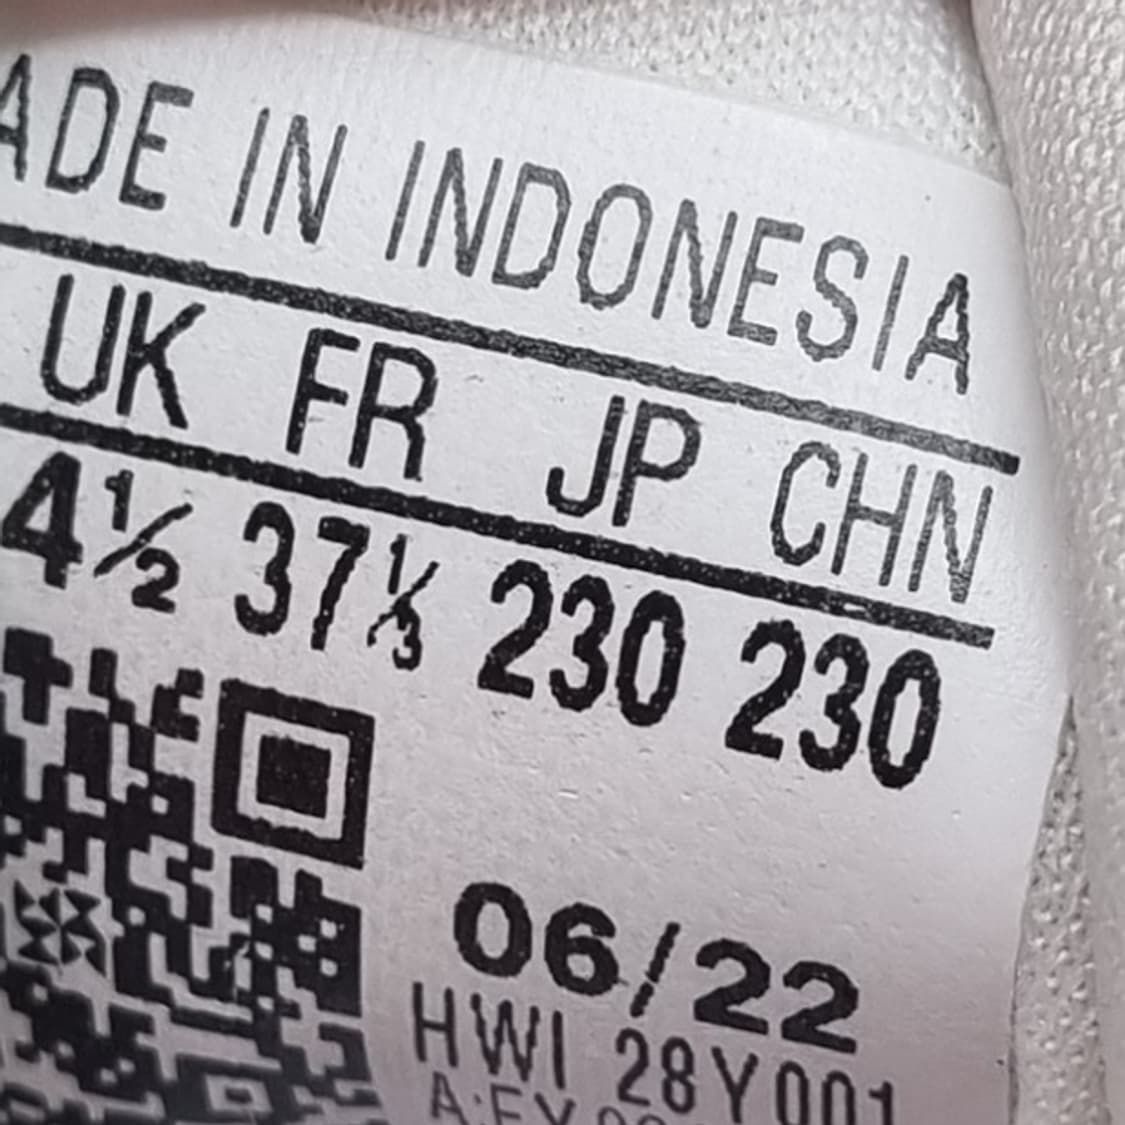 ADE IN INDONESIA
UK FR JP CHN
4½ 37⅓ 230 230
06/22
HWI 28Y001